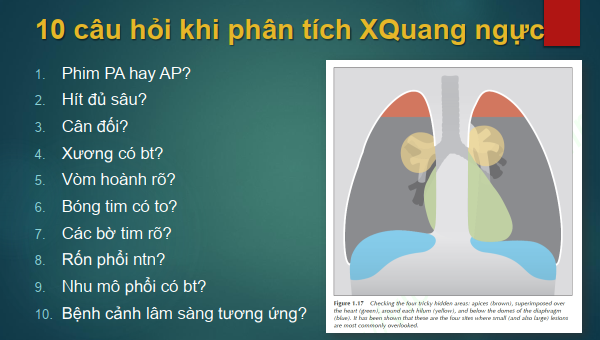 10 câu hỏi khi phân tích XQuang ngực
1. Phim PA hay AP?
2. Hít đủ sâu?
3. Cân đối?
4. Xương có bt?
5. Vòm hoành rõ?
6. Bóng tim có to?
7. Các bờ tim rõ?
8. Rốn phổi ntn?
9. Nhu mô phổi có bt?
10. Bệnh cảnh lâm sàng tương ứng?
Figure 1.17 Checking the four tricky hidden areas: apices (brown), superimposed over
the heart (green), around each hilum (yellow), and below the domes of the diaphragm
(blue). It has been shown that these are the four sites where small (and also large) lesions
are most commonly overlooked.